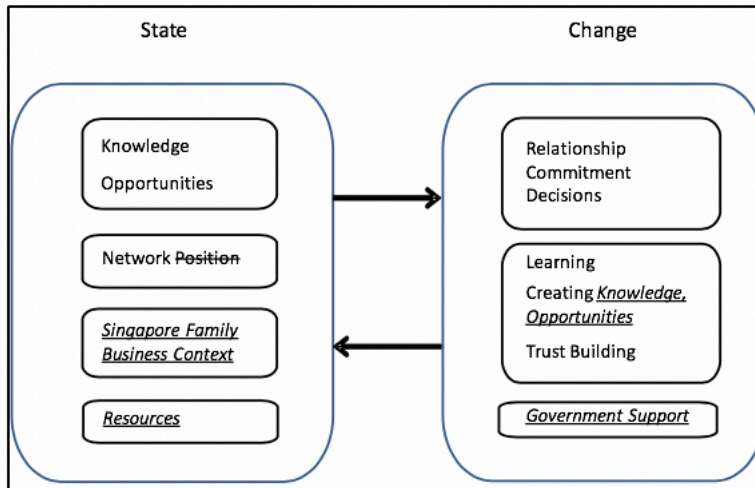 State
Change
Knowledge
Opportunities
Network Position
Singapore Family
Business Context
Resources
Relationship
Commitment
Decisions
Learning
Creating Knowledge,
Opportunities
Trust Building
Government Support